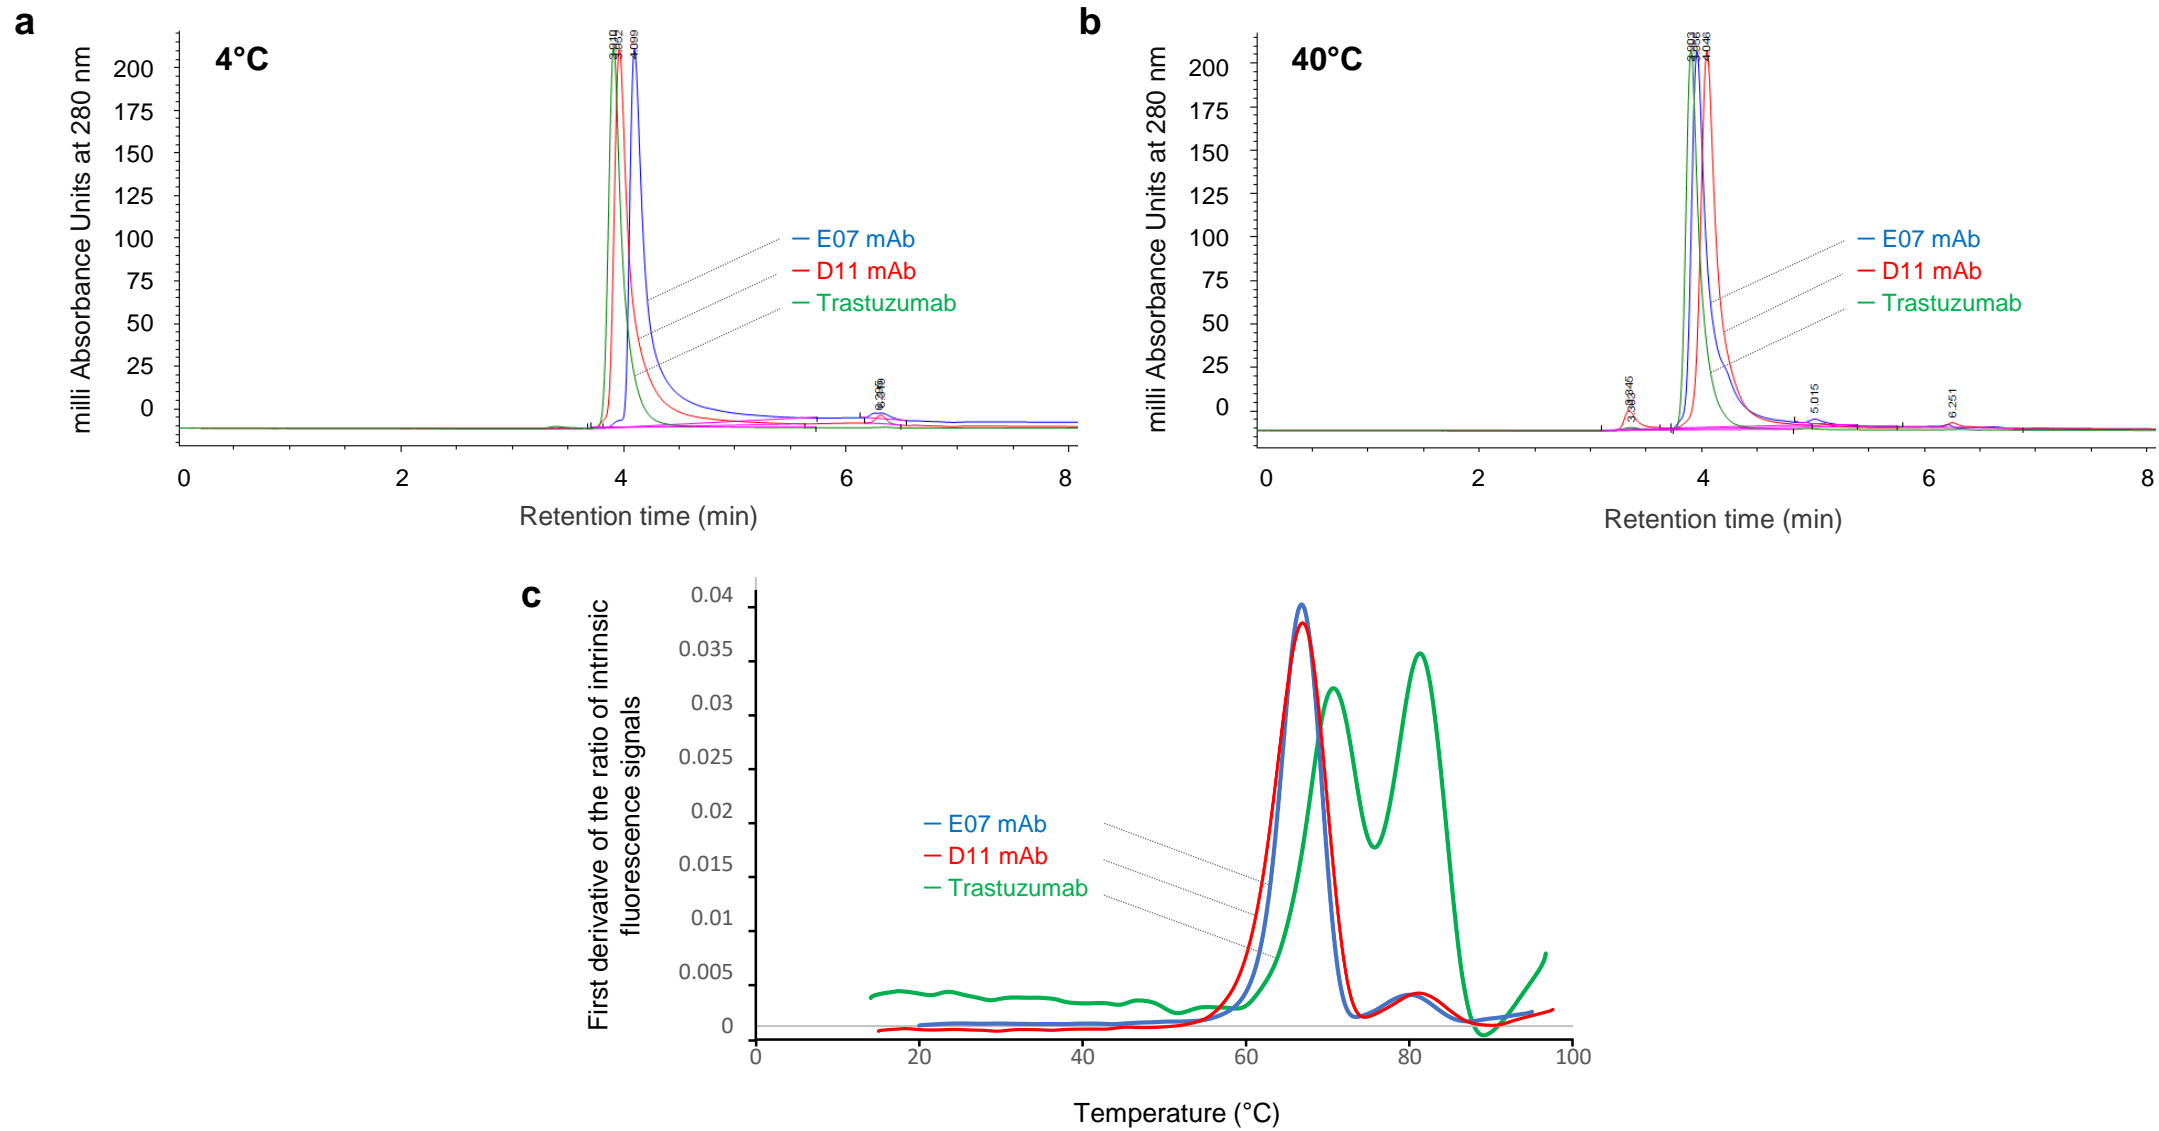 a
4°C
milli Absorbance Units at 280 nm
200
175
150
125
100
75
50
25
0
4.099
E07 mAb
D11 mAb
Trastuzumab
0 2 4 6 8
Retention time (min)
b
40°C
milli Absorbance Units at 280 nm
200
175
150
125
100
75
50
25
0
4.046
5.015
6.251
E07 mAb
D11 mAb
Trastuzumab
0 2 4 6 8
Retention time (min)
c
First derivative of the ratio of intrinsic
fluorescence signals
0.04
0.035
0.03
0.025
0.02
0.015
0.01
0.005
0
E07 mAb
D11 mAb
Trastuzumab
0 20 40 60 80 100
Temperature (°C)